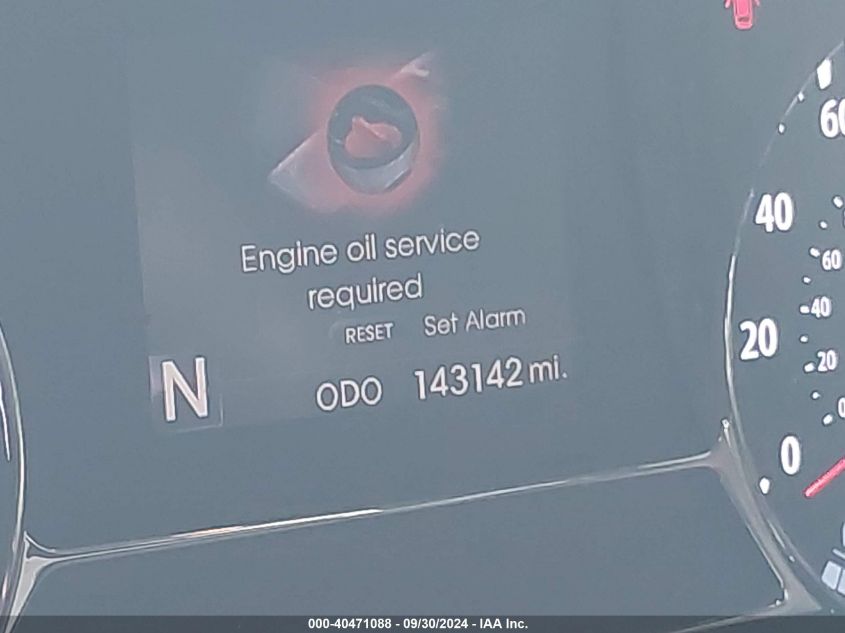 Engine oil service
required
RESET Set Alarm
N ODO 143142 mi.
60
40
20
0
60
40
20
0
000-40471088 - 09/30/2024 - IAA Inc.